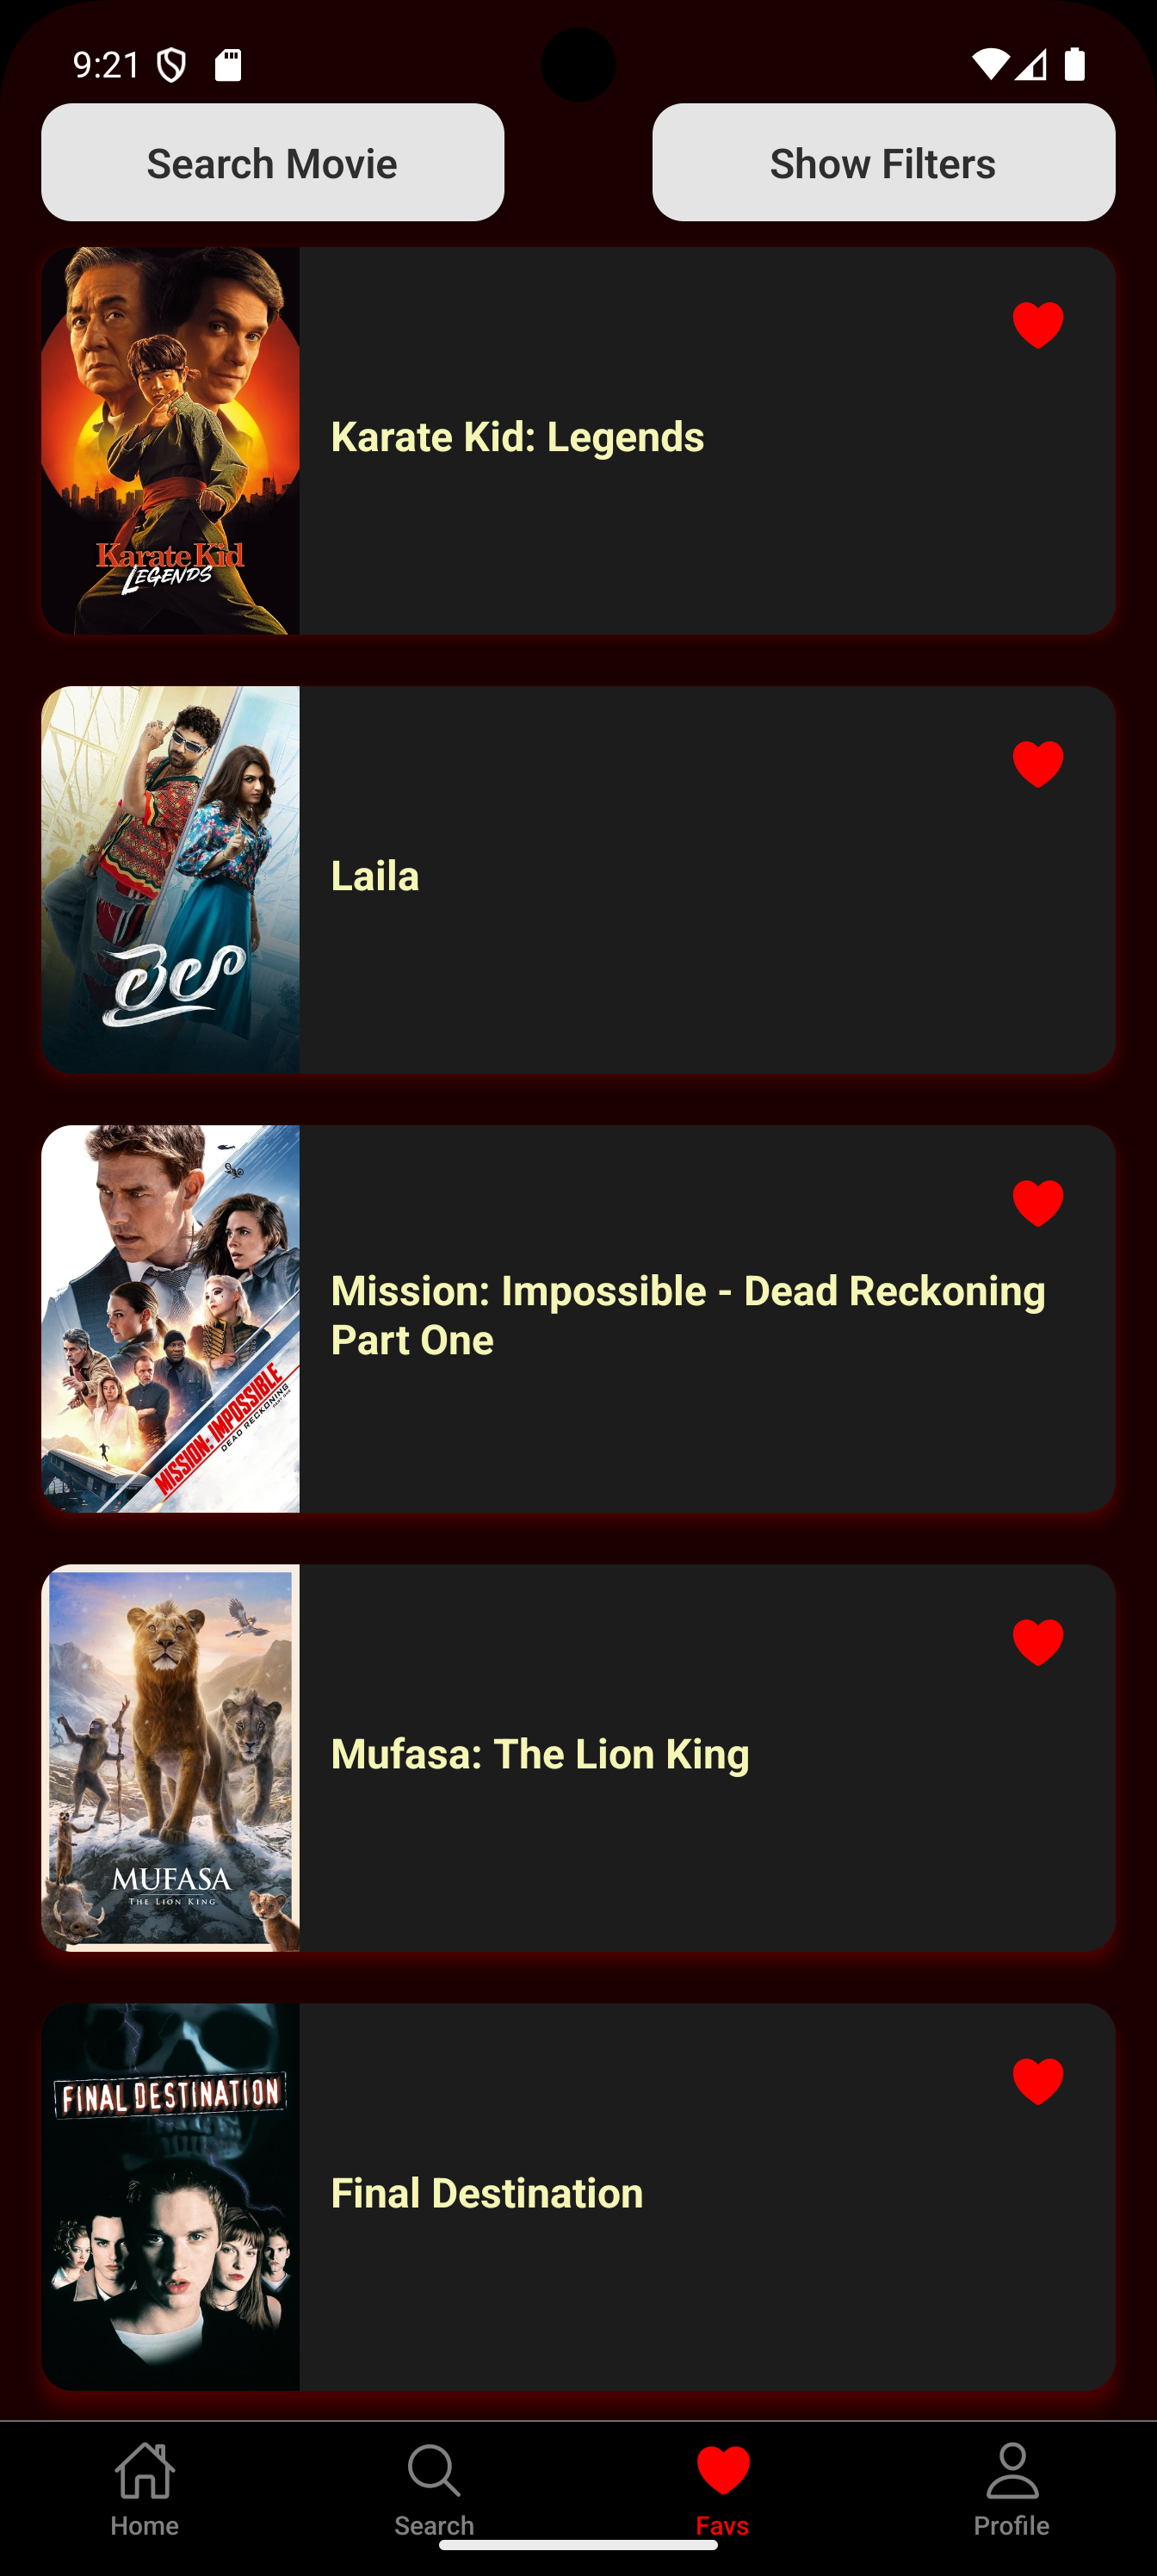 9:21
Search Movie
Show Filters
Karate Kid
LEGENDS
Karate Kid: Legends
లైలా
Laila
MISSION: IMPOSSIBLE
DEAD RECKONING
PART ONE
Mission: Impossible - Dead Reckoning
Part One
MUFASA
THE LION KING
Mufasa: The Lion King
FINAL DESTINATION
Final Destination
Home
Search
Favs
Profile